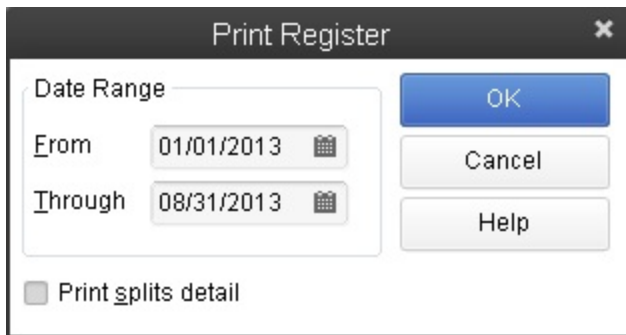 Print Register
Date Range
From 01/01/2013
Through 08/31/2013
OK
Cancel
Help
Print splits detail